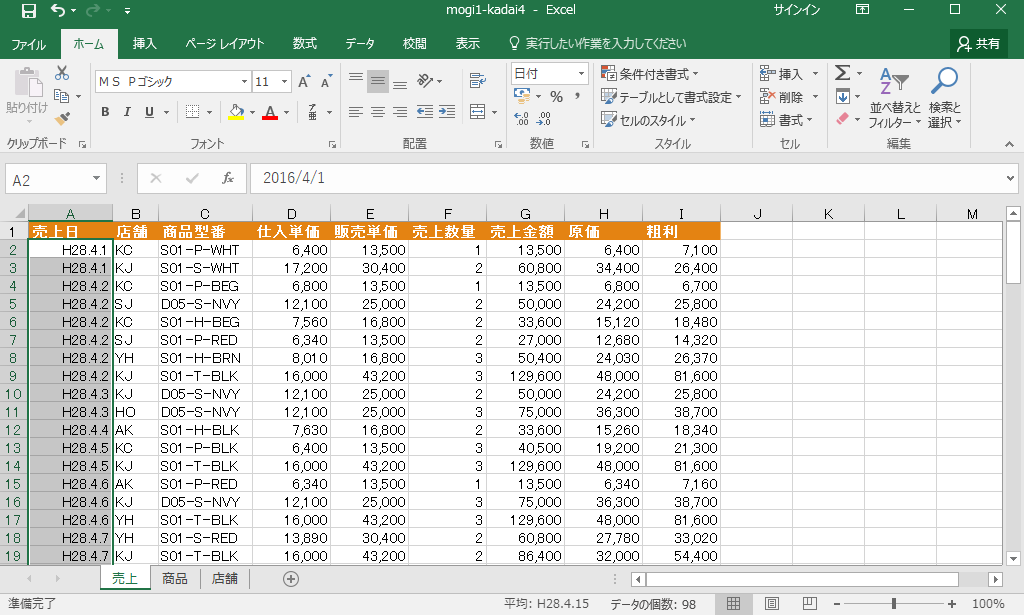 mogi1-kadai4 - Excel サインイン
ファイル ホーム 挿入 ページ レイアウト 数式 データ 校閲 表示 実行したい作業を入力してください 共有
貼り付け MS Pゴシック 11 A A 日付 条件付き書式 挿入 Σ
B I U A % , テーブルとして書式設定 削除 並べ替えと フィルター 検索と 選択
セルのスタイル 書式
クリップボード フォント 配置 数値 スタイル セル 編集
A2 fx 2016/4/1
A B C D E F G H I J K L M
1 売上日 店舗 商品型番 仕入単価 販売単価 売上数量 売上金額 原価 粗利
2 H28.4.1 KC S01-P-WHT 6,400 13,500 1 13,500 6,400 7,100
3 H28.4.1 KJ S01-S-WHT 17,200 30,400 2 60,800 34,400 26,400
4 H28.4.2 KC S01-P-BEG 6,800 13,500 1 13,500 6,800 6,700
5 H28.4.2 SJ D05-S-NVY 12,100 25,000 2 50,000 24,200 25,800
6 H28.4.2 KC S01-H-BEG 7,560 16,800 2 33,600 15,120 18,480
7 H28.4.2 SJ S01-P-RED 6,340 13,500 2 27,000 12,680 14,320
8 H28.4.2 YH S01-H-BRN 8,010 16,800 3 50,400 24,030 26,370
9 H28.4.2 KJ S01-T-BLK 16,000 43,200 3 129,600 48,000 81,600
10 H28.4.3 KJ D05-S-NVY 12,100 25,000 2 50,000 24,200 25,800
11 H28.4.3 HO D05-S-NVY 12,100 25,000 3 75,000 36,300 38,700
12 H28.4.4 AK S01-H-BLK 7,630 16,800 2 33,600 15,260 18,340
13 H28.4.5 KC S01-P-BLK 6,400 13,500 3 40,500 19,200 21,300
14 H28.4.5 KJ S01-T-BLK 16,000 43,200 3 129,600 48,000 81,600
15 H28.4.6 AK S01-P-RED 6,340 13,500 1 13,500 6,340 7,160
16 H28.4.6 KJ D05-S-NVY 12,100 25,000 3 75,000 36,300 38,700
17 H28.4.6 YH S01-T-BLK 16,000 43,200 3 129,600 48,000 81,600
18 H28.4.7 YH S01-S-RED 13,890 30,400 2 60,800 27,780 33,020
19 H28.4.7 KJ S01-T-BLK 16,000 43,200 2 86,400 32,000 54,400
売上 商品 店舗
準備完了 平均: H28.4.15 データの個数: 98 100%